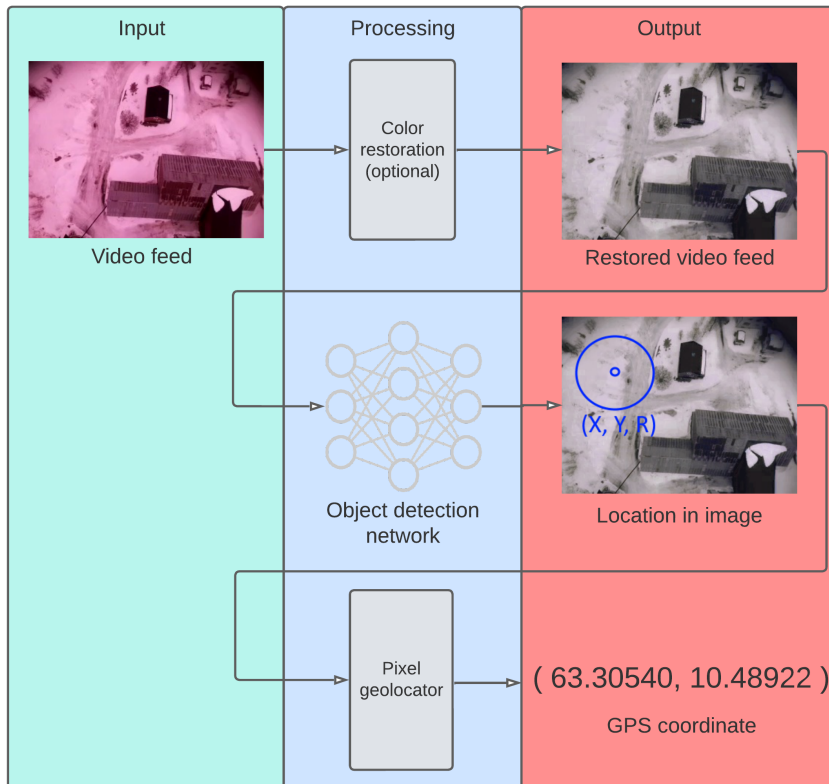 Input
Processing
Output
Color
restoration
(optional)
Video feed
Restored video feed
(X, Y, R)
Object detection
network
Location in image
Pixel
geolocator
( 63.30540, 10.48922 )
GPS coordinate